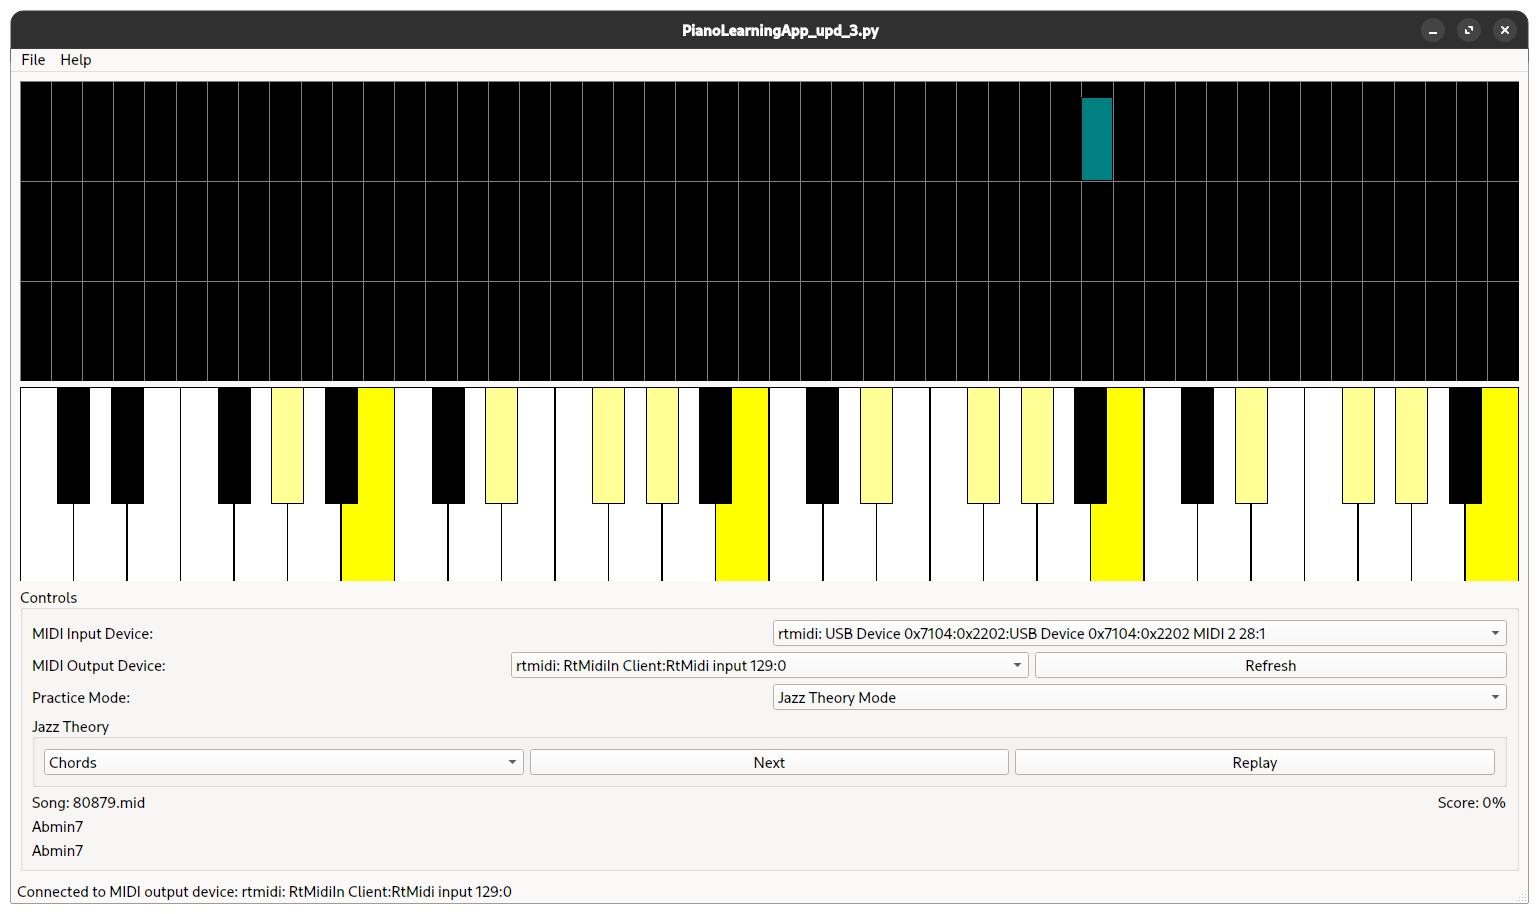 PianoLearningApp_upd_3.py
File Help
Controls
MIDI Input Device: rtmidi: USB Device 0x7104:0x2202:USB Device 0x7104:0x2202 MIDI 2 28:1
MIDI Output Device: rtmidi: RtMidiIn Client:RtMidi input 129:0 Refresh
Practice Mode: Jazz Theory Mode
Jazz Theory
Chords Next Replay
Song: 80879.mid Score: 0%
Abmin7
Abmin7
Connected to MIDI output device: rtmidi: RtMidiIn Client:RtMidi input 129:0